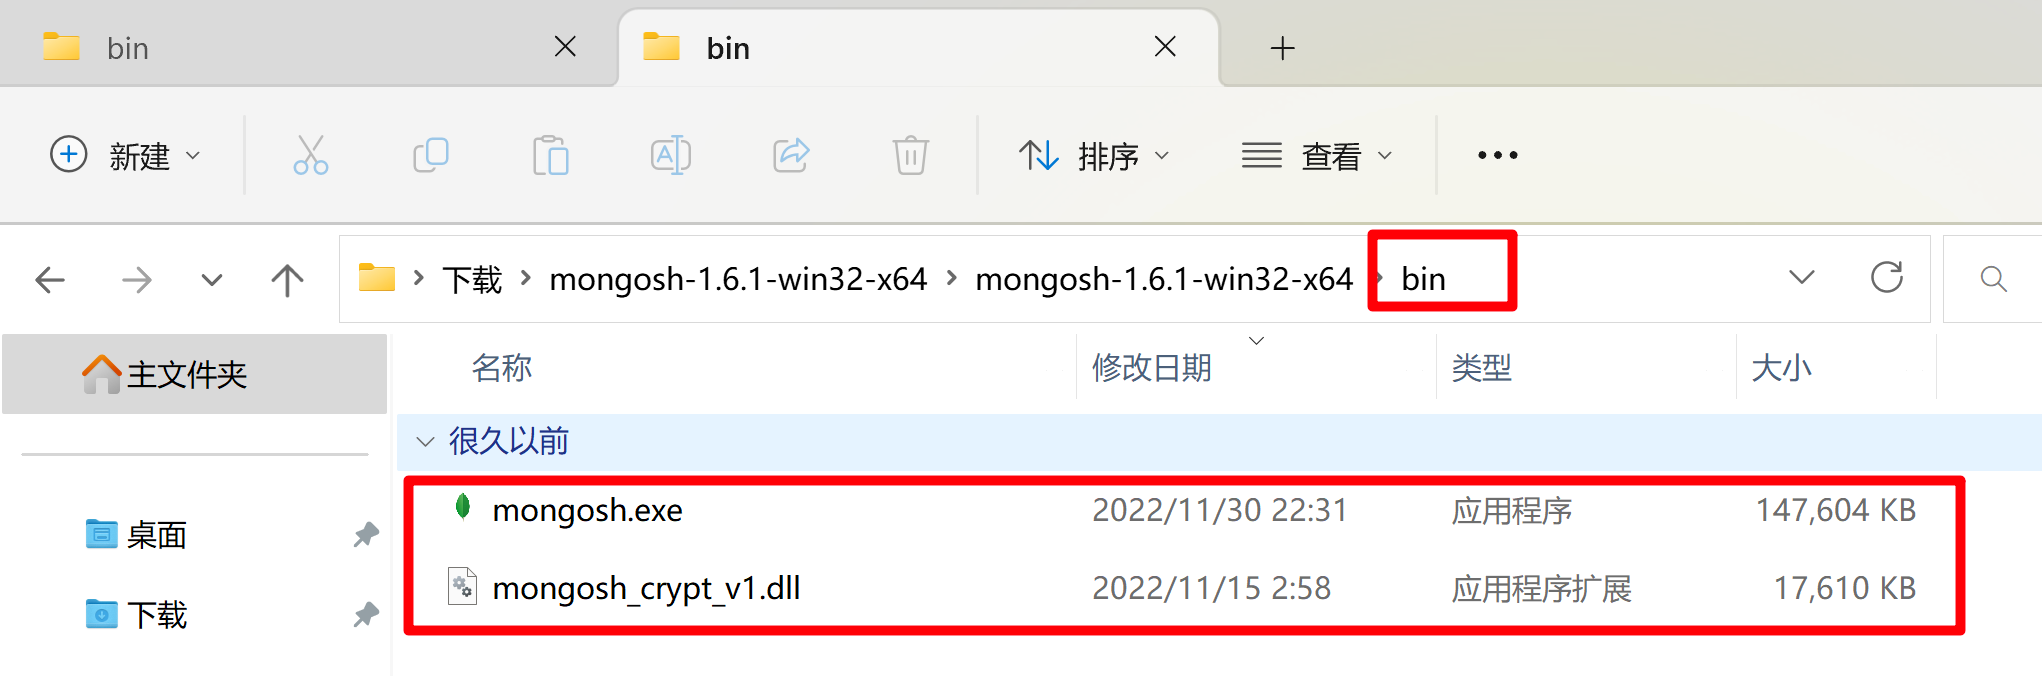 bin bin
新建 排序 查看
下载 mongosh-1.6.1-win32-x64 mongosh-1.6.1-win32-x64 bin
主文件夹
名称 修改日期 类型 大小
很久以前
mongosh.exe 2022/11/30 22:31 应用程序 147,604 KB
桌面
mongosh_crypt_v1.dll 2022/11/15 2:58 应用程序扩展 17,610 KB
下载